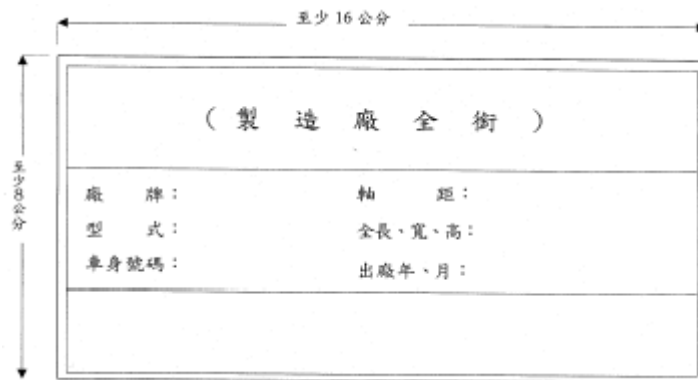 至少 16 公分
至少8公分
（ 製 造 廠 全 銜 ）
廠 牌： 軸 距：
型 式： 全長、寬、高：
車身號碼： 出廠年、月：